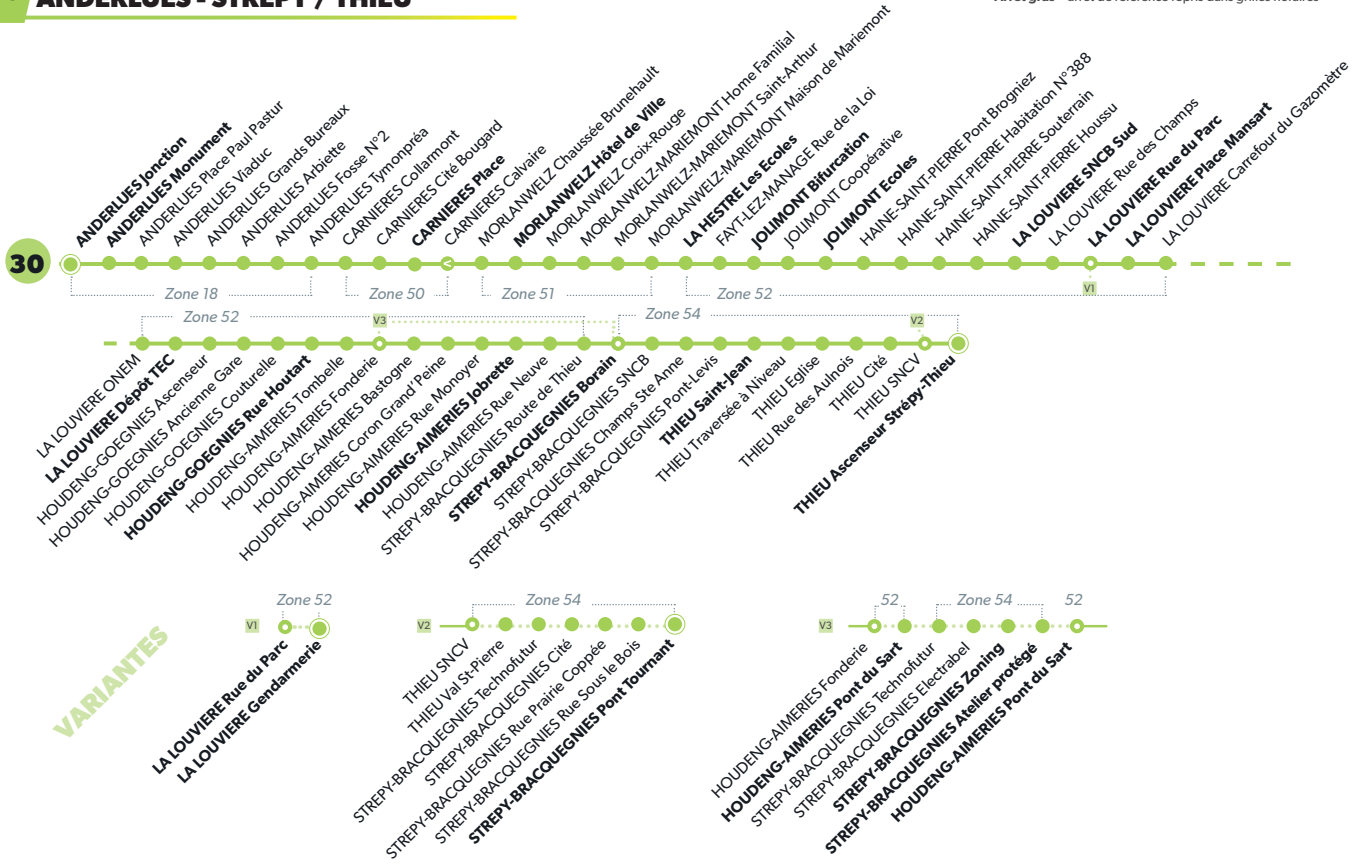 ANDERLUES - STREPY / THIEU
ANDERLUES Jonction
ANDERLUES Monument
ANDERLUES Place Paul Pastur
ANDERLUES Viaduc
ANDERLUES Grands Bureaux
ANDERLUES Arbiette
ANDERLUES Fosse N°2
ANDERLUES Tymonpréa
CARNIERES Collarmont
CARNIERES Cité Bougard
CARNIERES Place
CARNIERES Calvaire
MORLANWELZ Chaussée Brunehault
MORLANWELZ Hôtel de Ville
MORLANWELZ Croix-Rouge
MORLANWELZ-MARIEMONT Home Familial
MORLANWELZ-MARIEMONT Saint-Arthur
MORLANWELZ-MARIEMONT Maison de Mariemont
LA HESTRE Les Ecoles
FAYT-LEZ-MANAGE Rue de la Loi
JOLIMONT Bifurcation
JOLIMONT Coopérative
JOLIMONT Ecoles
HAINE-SAINT-PIERRE Pont Brogniez
HAINE-SAINT-PIERRE Habitation N°388
HAINE-SAINT-PIERRE Souterrain
HAINE-SAINT-PIERRE Houssu
LA LOUVIERE SNCB Sud
LA LOUVIERE Rue des Champs
LA LOUVIERE Rue du Parc
LA LOUVIERE Place Mansart
LA LOUVIERE Carrefour du Gazomètre
30
Zone 18
Zone 50
Zone 51
Zone 52
V1
Zone 52
V3
Zone 54
V2
LA LOUVIERE ONEM
LA LOUVIERE Dépôt TEC
HOUDENG-GOEGNIES Ascenseur
HOUDENG-GOEGNIES Ancienne Gare
HOUDENG-GOEGNIES Couturelle
HOUDENG-GOEGNIES Rue Houtart
HOUDENG-AIMERIES Tombelle
HOUDENG-AIMERIES Fonderie
HOUDENG-AIMERIES Bastogne
HOUDENG-AIMERIES Coron Grand'Peine
HOUDENG-AIMERIES Rue Monoyer
HOUDENG-AIMERIES Jobrette
HOUDENG-AIMERIES Rue Neuve
STREPY-BRACQUEGNIES Route de Thieu
STREPY-BRACQUEGNIES Borain
STREPY-BRACQUEGNIES SNCB
STREPY-BRACQUEGNIES Champs Ste Anne
STREPY-BRACQUEGNIES Pont-Levis
THIEU Saint-Jean
THIEU Traversée à Niveau
THIEU Eglise
THIEU Rue des Aulnois
THIEU Cité
THIEU SNCV
THIEU Ascenseur Strépy-Thieu
VARIANTES
V1
Zone 52
LA LOUVIERE Rue du Parc
LA LOUVIERE Gendarmerie
V2
Zone 54
THIEU SNCV
THIEU Val St-Pierre
STREPY-BRACQUEGNIES Technofutur
STREPY-BRACQUEGNIES Cité
STREPY-BRACQUEGNIES Rue Prairie Coppée
STREPY-BRACQUEGNIES Rue Sous le Bois
STREPY-BRACQUEGNIES Pont Tournant
V3
52
Zone 54
52
HOUDENG-AIMERIES Fonderie
HOUDENG-AIMERIES Pont du Sart
STREPY-BRACQUEGNIES Technofutur
STREPY-BRACQUEGNIES Electrabel
STREPY-BRACQUEGNIES Zoning
STREPY-BRACQUEGNIES Atelier protégé
HOUDENG-AIMERIES Pont du Sart